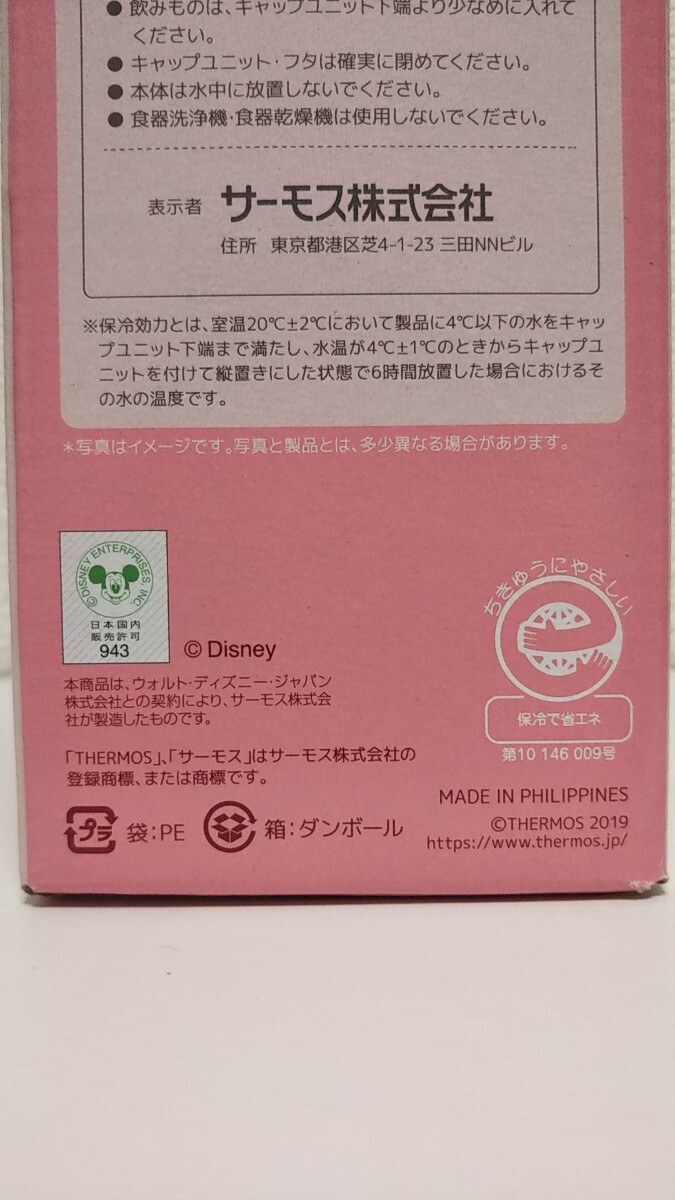 ● 飲みものは、キャップユニット下端より少なめに入れて
ください。
● キャップユニット・フタは確実に閉めてください。
● 本体は水中に放置しないでください。
● 食器洗浄機・食器乾燥機は使用しないでください。
表示者 サーモス株式会社
住所 東京都港区芝4-1-23 三田NNビル
※保冷効力とは、室温20℃±2℃において製品に4℃以下の水をキャッ
プユニット下端まで満たし、水温が4℃±1℃のときからキャップユ
ニットを付けて縦置きにした状態で6時間放置した場合におけるそ
の水の温度です。
＊写真はイメージです。写真と製品とは、多少異なる場合があります。
©DISNEY ENTERPRISES, INC.
日本国内
販売許可
943
© Disney
本商品は、ウォルト・ディズニー・ジャパン
株式会社との契約により、サーモス株式会
社が製造したものです。
ちきゅうにやさしい
保冷で省エネ
第10 146 009号
「THERMOS」、「サーモス」はサーモス株式会社の
登録商標、または商標です。
プラ 袋:PE 箱:ダンボール
MADE IN PHILIPPINES
©THERMOS 2019
https://www.thermos.jp/